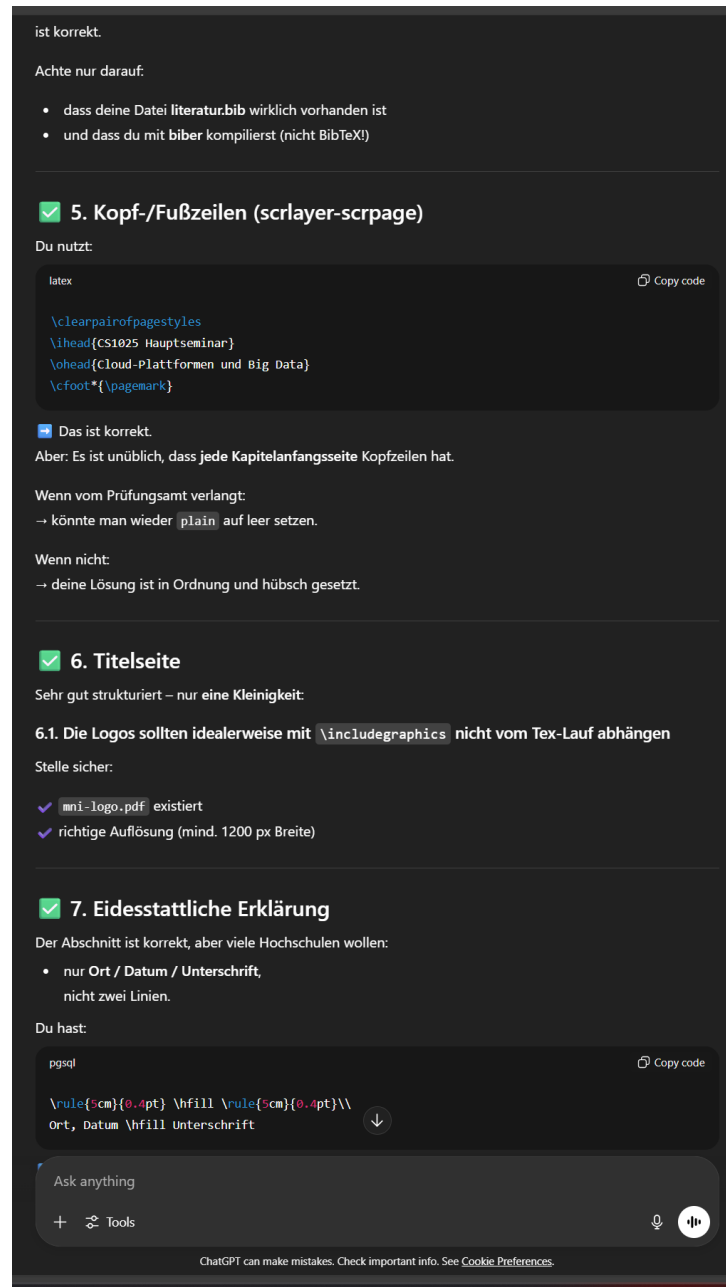 ist korrekt.
Achte nur darauf:
• dass deine Datei literatur.bib wirklich vorhanden ist
• und dass du mit biber kompilierst (nicht BibTeX!)
✅ 5. Kopf-/Fußzeilen (scrlayer-scrpage)
Du nutzt:
latex
Copy code
\clearpairofpagestyles
\ihead{CS1025 Hauptseminar}
\ohead{Cloud-Plattformen und Big Data}
\cfoot*{\pagemark}
➡️ Das ist korrekt.
Aber: Es ist unüblich, dass jede Kapitelanfangsseite Kopfzeilen hat.
Wenn vom Prüfungsamt verlangt:
→ könnte man wieder plain auf leer setzen.
Wenn nicht:
→ deine Lösung ist in Ordnung und hübsch gesetzt.
✅ 6. Titelseite
Sehr gut strukturiert – nur eine Kleinigkeit:
6.1. Die Logos sollten idealerweise mit \includegraphics nicht vom Tex-Lauf abhängen
Stelle sicher:
✔ mni-logo.pdf existiert
✔ richtige Auflösung (mind. 1200 px Breite)
✅ 7. Eidesstattliche Erklärung
Der Abschnitt ist korrekt, aber viele Hochschulen wollen:
• nur Ort / Datum / Unterschrift,
nicht zwei Linien.
Du hast:
pgsql
Copy code
\rule{5cm}{0.4pt} \hfill \rule{5cm}{0.4pt}\\
Ort, Datum \hfill Unterschrift
Ask anything
Tools
ChatGPT can make mistakes. Check important info. See Cookie Preferences.